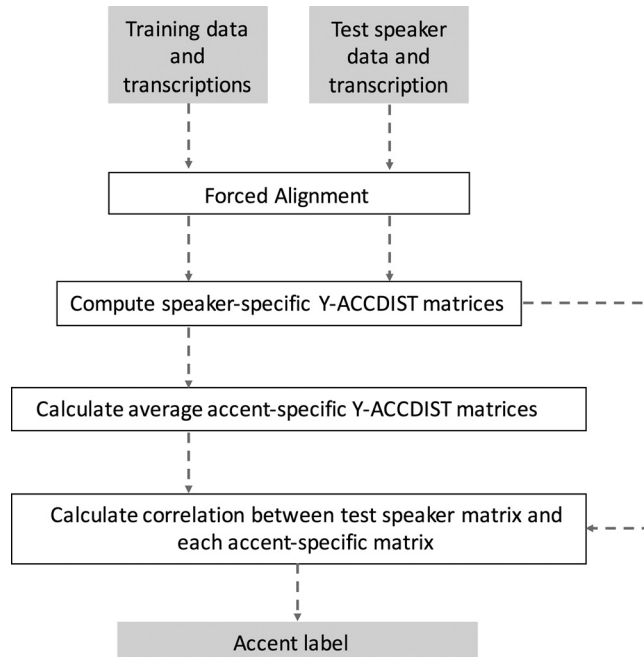 Training data
and
transcriptions
Test speaker
data and
transcription
Forced Alignment
Compute speaker-specific Y-ACCDIST matrices
Calculate average accent-specific Y-ACCDIST matrices
Calculate correlation between test speaker matrix and
each accent-specific matrix
Accent label